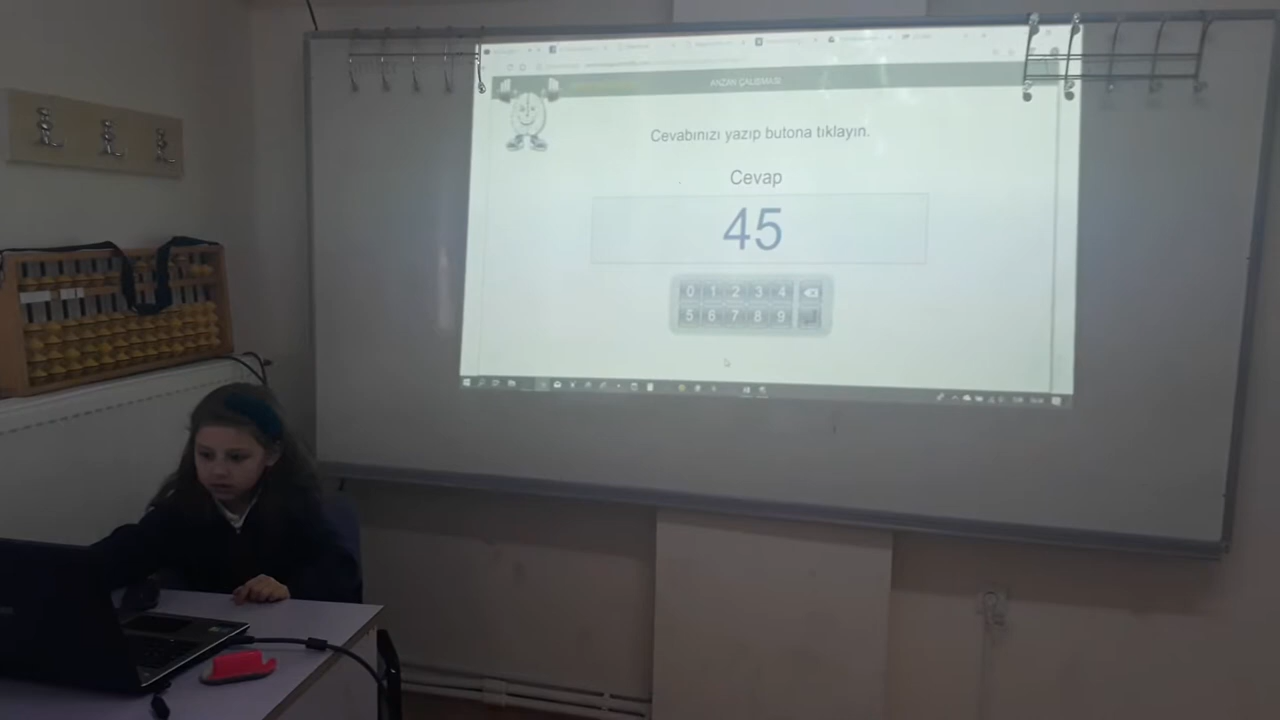 ANZAN ÇALIŞMASI
Cevabınızı yazıp butona tıklayın.
Cevap
45
0 1 2 3 4
5 6 7 8 9